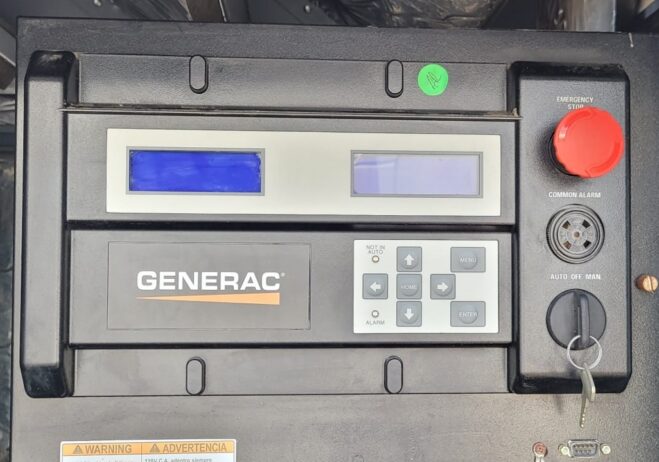 EMERGENCY
STOP
COMMON ALARM
NOT IN
AUTO
MENU
GENERAC®
HOME
AUTO OFF MAN
ALARM
ENTER
WARNING
ADVERTENCIA